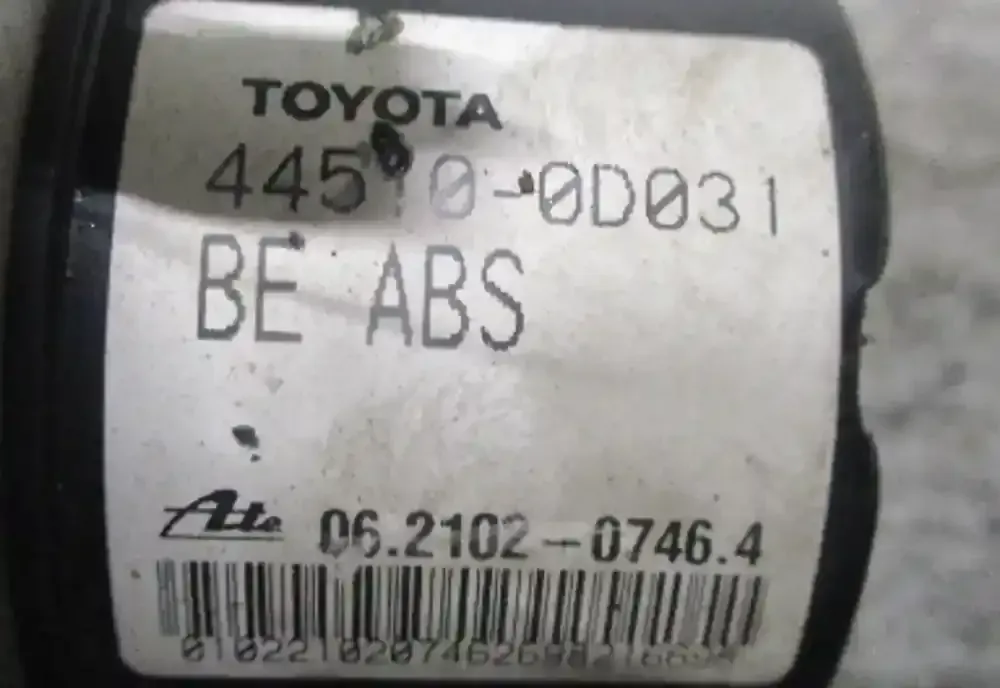 TOYOTA
44510-0D031
BE ABS
Ate 06.2102-0746.4